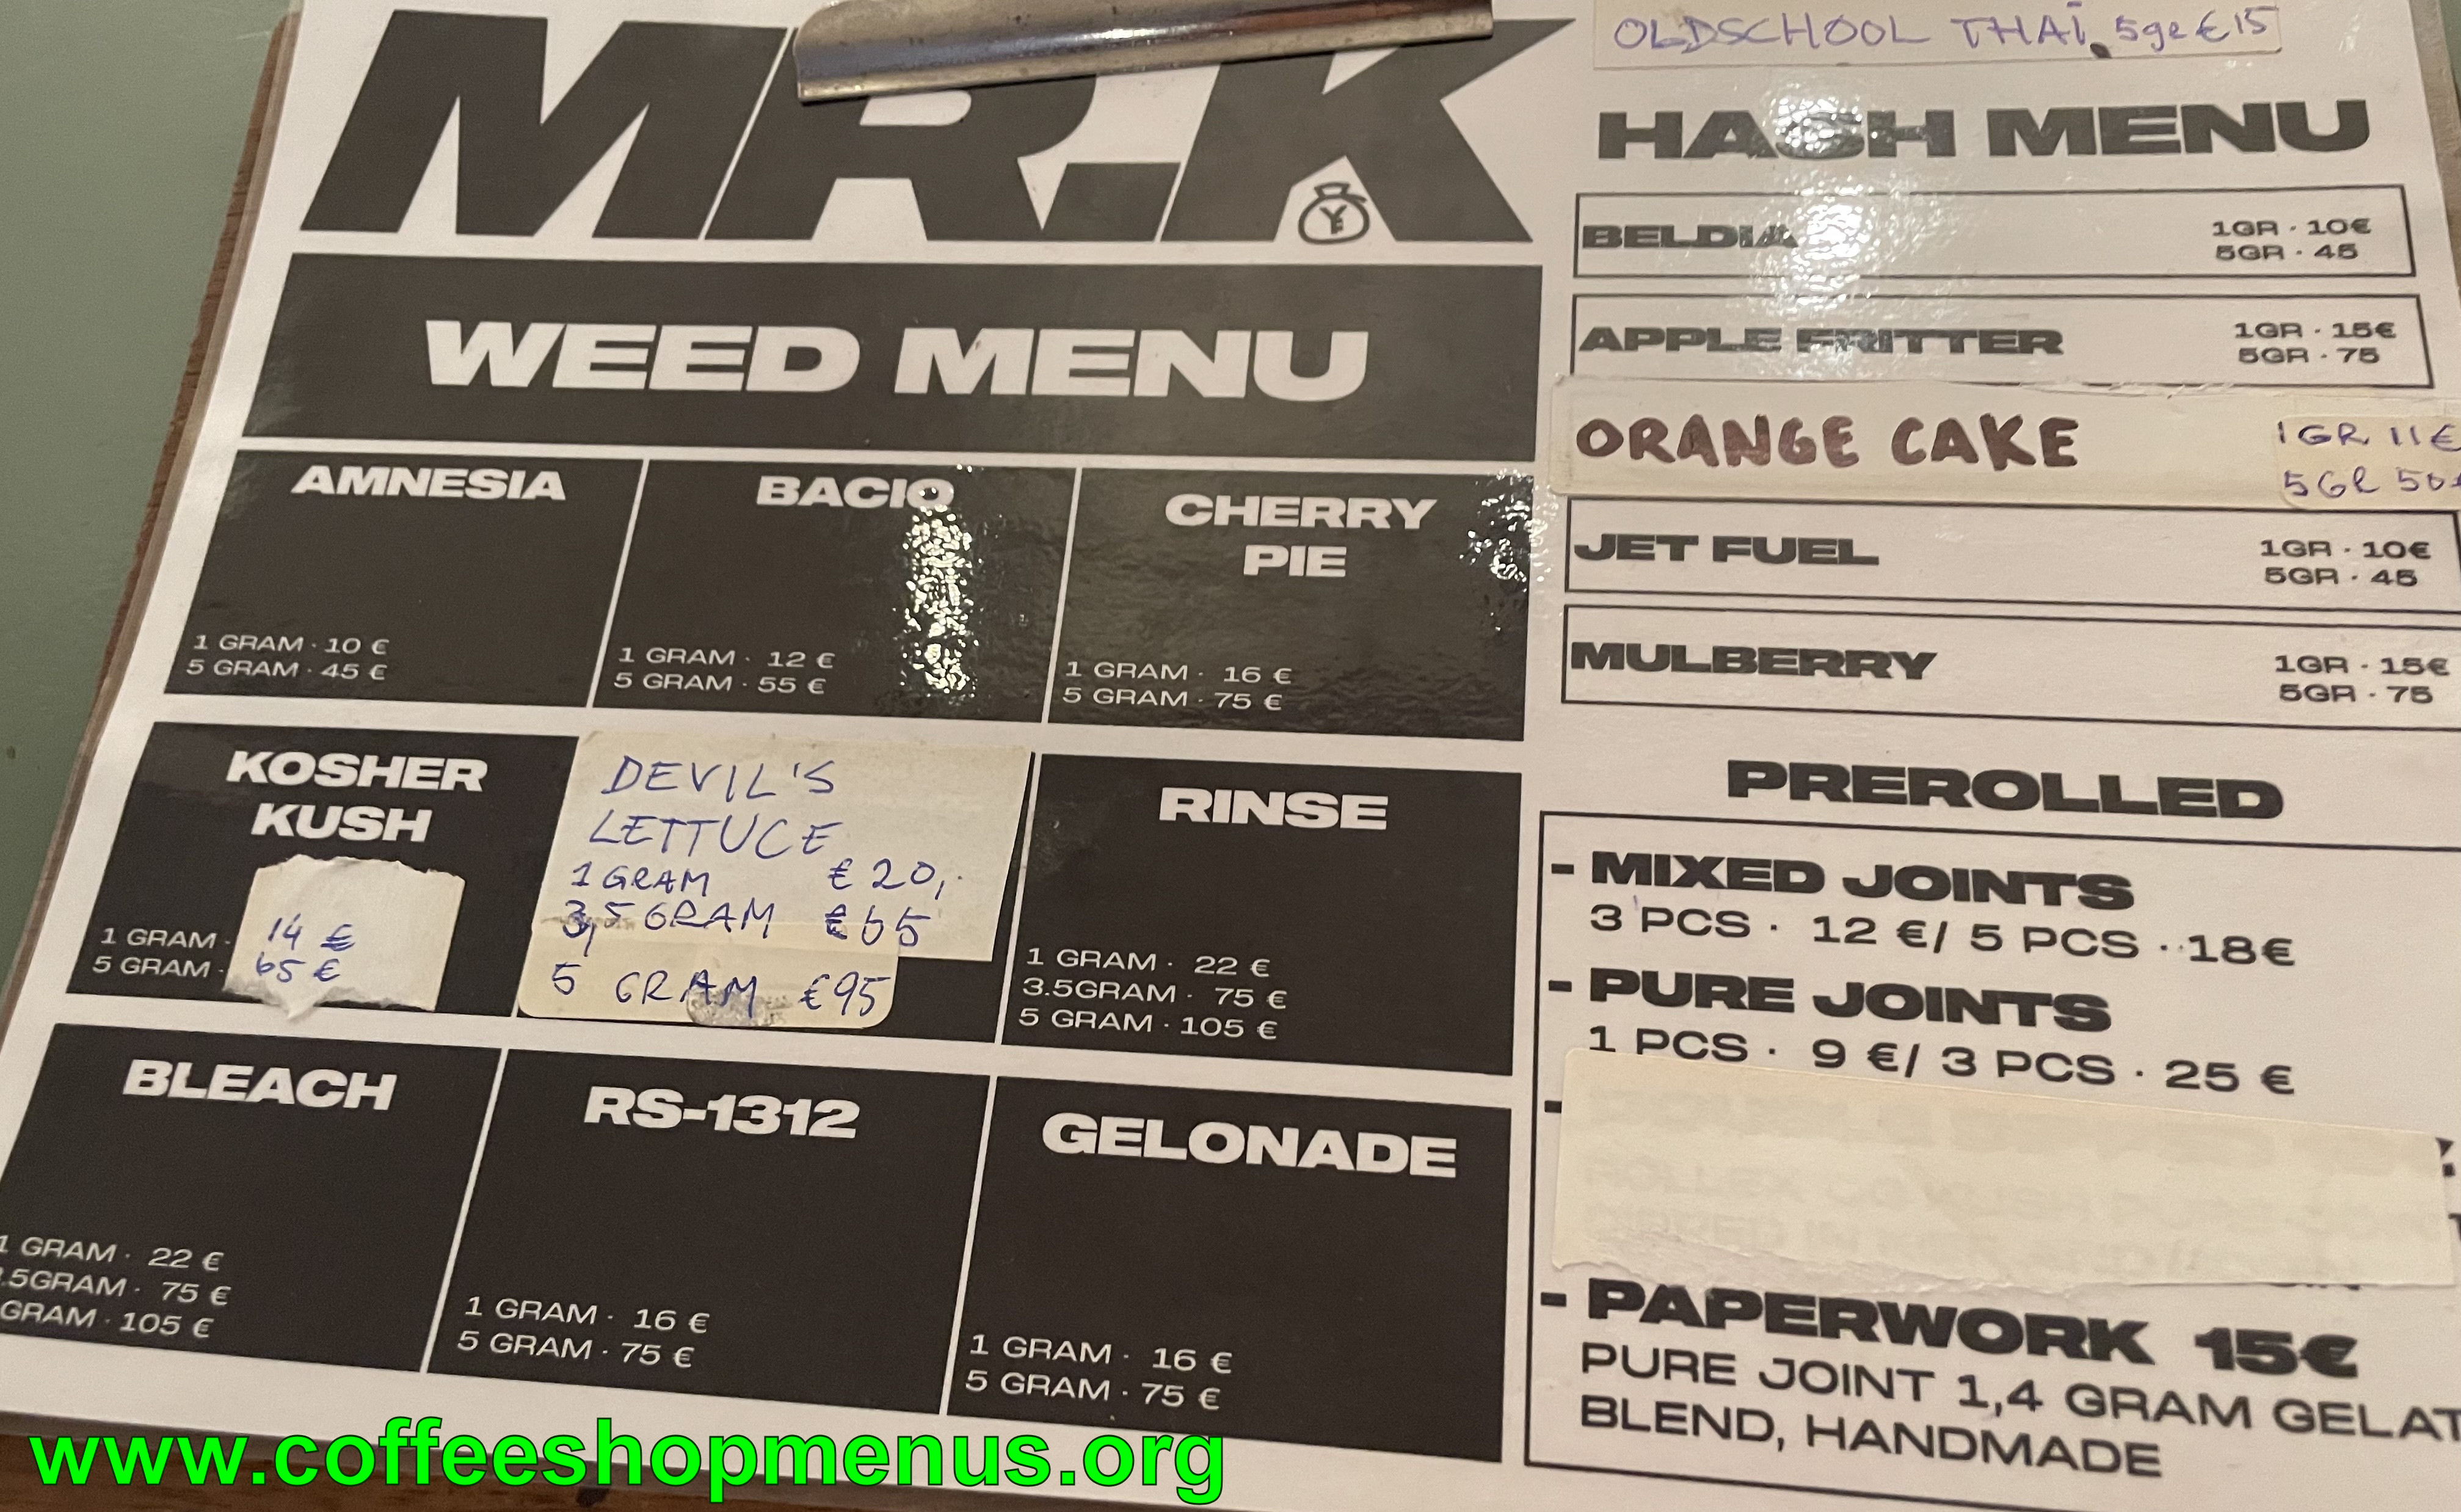 MR.K
WEED MENU
AMNESIA
1 GRAM · 10 €
5 GRAM · 45 €
BACIO
1 GRAM · 12 €
5 GRAM · 55 €
CHERRY
PIE
1 GRAM · 16 €
5 GRAM · 75 €
KOSHER
KUSH
1 GRAM · 14 €
5 GRAM · 65 €
DEVIL'S
LETTUCE
1 GRAM € 20,-
3,5 GRAM € 65
5 GRAM €95
RINSE
1 GRAM · 22 €
3.5GRAM · 75 €
5 GRAM · 105 €
BLEACH
1 GRAM · 22 €
.5GRAM · 75 €
GRAM · 105 €
RS-1312
1 GRAM · 16 €
5 GRAM · 75 €
GELONADE
1 GRAM · 16 €
5 GRAM · 75 €
OLDSCHOOL THAI 5gr €15
HASH MENU
BELDIA
1GR · 10€
5GR · 45
APPLE FRITTER
1GR · 15€
5GR · 75
ORANGE CAKE
1GR 11€
5GR 50
JET FUEL
1GR · 10€
5GR · 45
MULBERRY
1GR · 15€
5GR · 75
PREROLLED
- MIXED JOINTS
3 PCS · 12 €/ 5 PCS · 18€
- PURE JOINTS
1 PCS · 9 €/ 3 PCS · 25 €
- PAPERWORK 15€
PURE JOINT 1,4 GRAM GELAT
BLEND, HANDMADE
www.coffeeshopmenus.org